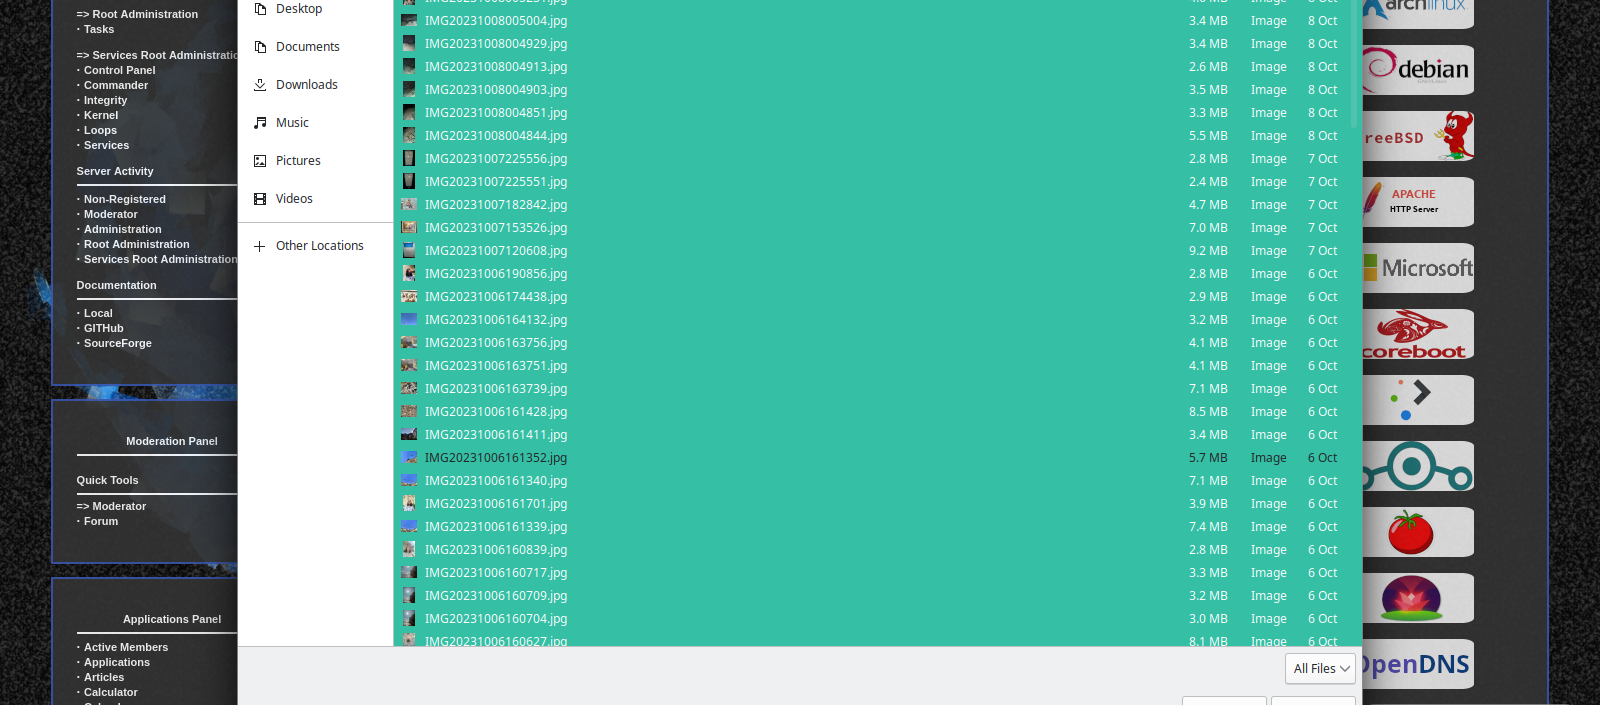 => Root Administration
· Tasks
=> Services Root Administratio
· Control Panel
· Commander
· Integrity
· Kernel
· Loops
· Services
Server Activity
· Non-Registered
· Moderator
· Administration
· Root Administration
· Services Root Administration
Documentation
· Local
· GITHub
· SourceForge
Moderation Panel
Quick Tools
=> Moderator
· Forum
Applications Panel
· Active Members
· Applications
· Articles
· Calculator
Desktop
Documents
Downloads
Music
Pictures
Videos
Other Locations
IMG20231008005004.jpg 3.4 MB Image 8 Oct
IMG20231008004929.jpg 3.4 MB Image 8 Oct
IMG20231008004913.jpg 2.6 MB Image 8 Oct
IMG20231008004903.jpg 3.5 MB Image 8 Oct
IMG20231008004851.jpg 3.3 MB Image 8 Oct
IMG20231008004844.jpg 5.5 MB Image 8 Oct
IMG20231007225556.jpg 2.8 MB Image 7 Oct
IMG20231007225551.jpg 2.4 MB Image 7 Oct
IMG20231007182842.jpg 4.7 MB Image 7 Oct
IMG20231007153526.jpg 7.0 MB Image 7 Oct
IMG20231007120608.jpg 9.2 MB Image 7 Oct
IMG20231006190856.jpg 2.8 MB Image 6 Oct
IMG20231006174438.jpg 2.9 MB Image 6 Oct
IMG20231006164132.jpg 3.2 MB Image 6 Oct
IMG20231006163756.jpg 4.1 MB Image 6 Oct
IMG20231006163751.jpg 4.1 MB Image 6 Oct
IMG20231006163739.jpg 7.1 MB Image 6 Oct
IMG20231006161428.jpg 8.5 MB Image 6 Oct
IMG20231006161411.jpg 3.4 MB Image 6 Oct
IMG20231006161352.jpg 5.7 MB Image 6 Oct
IMG20231006161340.jpg 7.1 MB Image 6 Oct
IMG20231006161701.jpg 3.9 MB Image 6 Oct
IMG20231006161339.jpg 7.4 MB Image 6 Oct
IMG20231006160839.jpg 2.8 MB Image 6 Oct
IMG20231006160717.jpg 3.3 MB Image 6 Oct
IMG20231006160709.jpg 3.2 MB Image 6 Oct
IMG20231006160704.jpg 3.0 MB Image 6 Oct
IMG20231006160627.jpg 8.1 MB Image 6 Oct
All Files
archlinux
debian
reeBSD
APACHE
HTTP Server
Microsoft
coreboot
OpenDNS